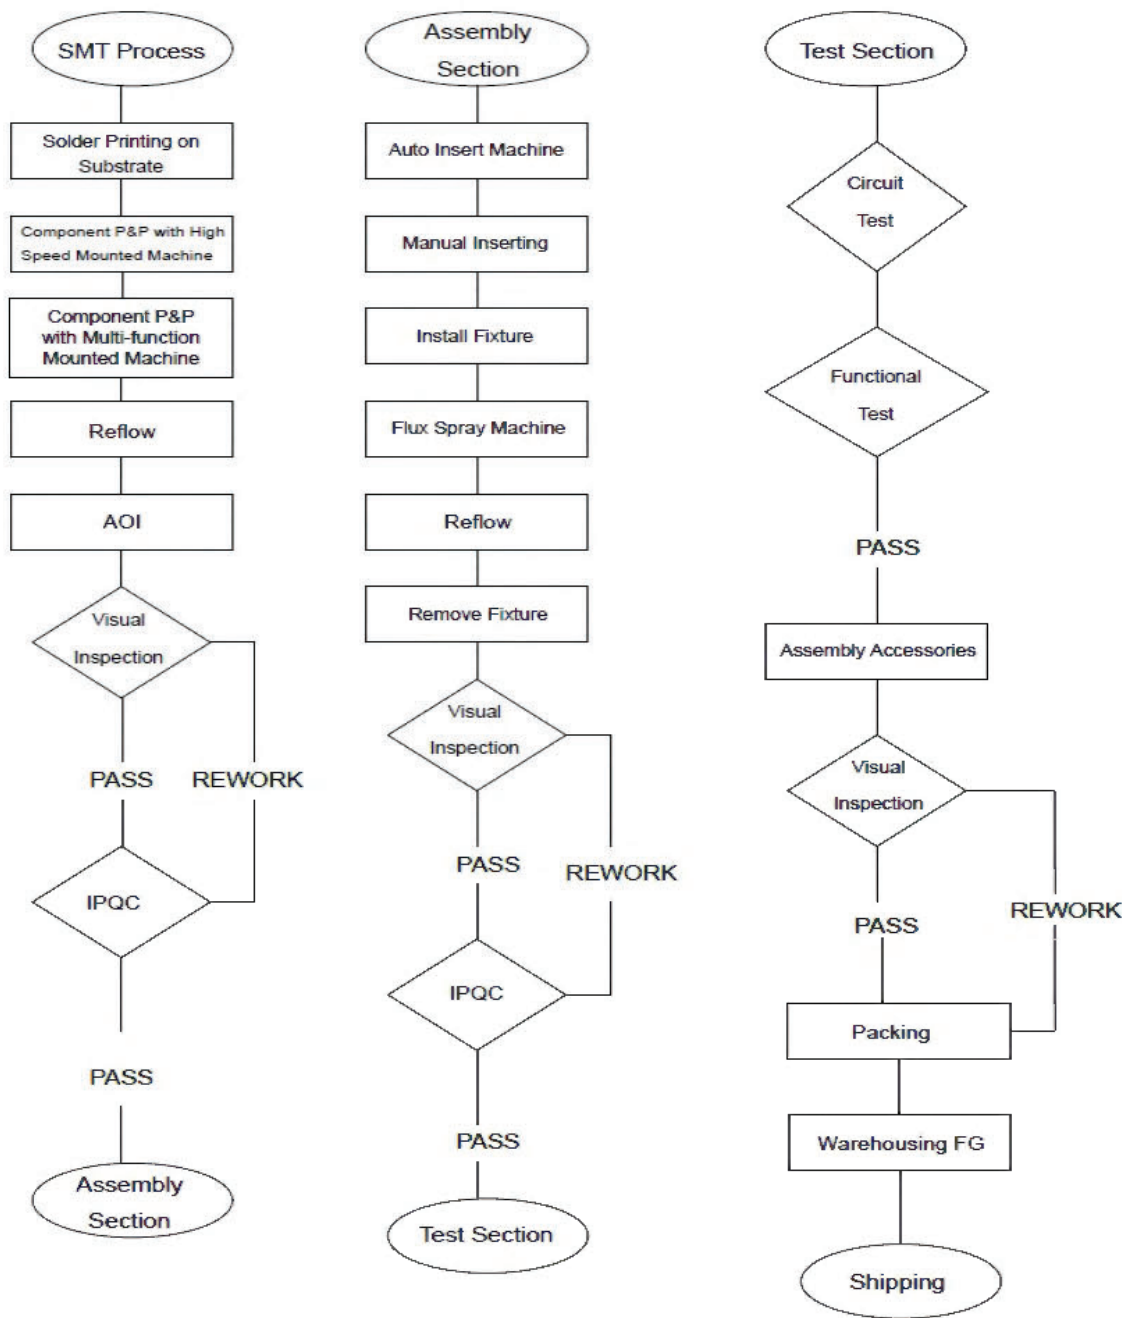 SMT Process
Solder Printing on
Substrate
Component P&P with High
Speed Mounted Machine
Component P&P
with Multi-function
Mounted Machine
Reflow
AOI
Visual
Inspection
PASS
REWORK
IPQC
PASS
Assembly
Section
Assembly
Section
Auto Insert Machine
Manual Inserting
Install Fixture
Flux Spray Machine
Reflow
Remove Fixture
Visual
Inspection
PASS
REWORK
IPQC
PASS
Test Section
Test Section
Circuit
Test
Functional
Test
PASS
Assembly Accessories
Visual
Inspection
PASS
REWORK
Packing
Warehousing FG
Shipping